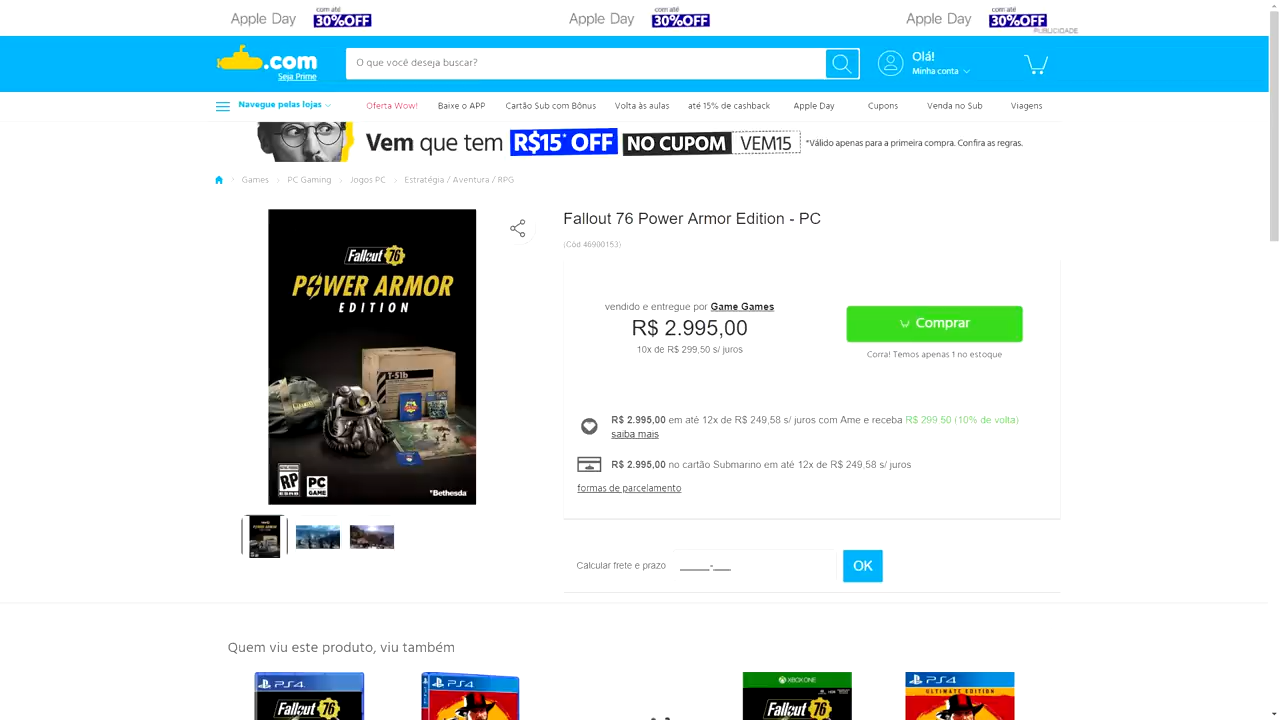 Apple Day com até 30%OFF Apple Day com até 30%OFF Apple Day com até 30%OFF
PUBLICIDADE
.com
Seja Prime
O que você deseja buscar?
Olá!
Minha conta
Navegue pelas lojas
Oferta Wow! Baixe o APP Cartão Sub com Bônus Volta às aulas até 15% de cashback Apple Day Cupons Venda no Sub Viagens
Vem que tem R$15* OFF NO CUPOM VEM15 *Válido apenas para a primeira compra. Confira as regras.
Games > PC Gaming > Jogos PC > Estratégia / Aventura / RPG
Fallout 76 Power Armor Edition - PC
(Cód 46900153)
Fallout 76
POWER ARMOR
EDITION
T-51b
RP
ESRB
PC
GAME
Bethesda
vendido e entregue por Game Games
R$ 2.995,00
10x de R$ 299,50 s/ juros
Comprar
Corra! Temos apenas 1 no estoque
R$ 2.995,00 em até 12x de R$ 249,58 s/ juros com Ame e receba R$ 299.50 (10% de volta)
saiba mais
R$ 2.995,00 no cartão Submarino em até 12x de R$ 249,58 s/ juros
formas de parcelamento
Calcular frete e prazo _____-___ OK
Quem viu este produto, viu também
PS4
Fallout 76
PS4
XBOX ONE
Fallout 76
PS4
ULTIMATE EDITION